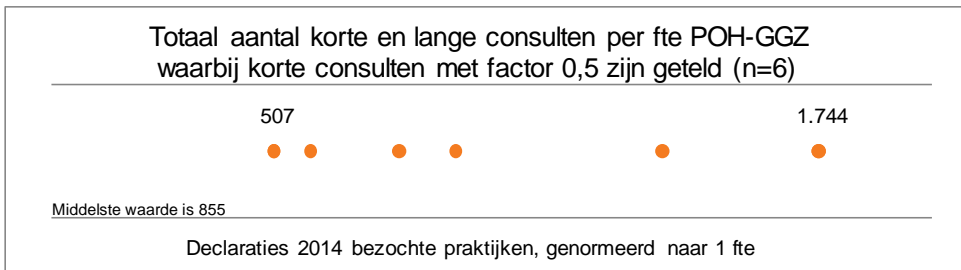 Totaal aantal korte en lange consulten per fte POH-GGZ
waarbij korte consulten met factor 0,5 zijn geteld (n=6)
507 1.744
Middelste waarde is 855
Declaraties 2014 bezochte praktijken, genormeerd naar 1 fte